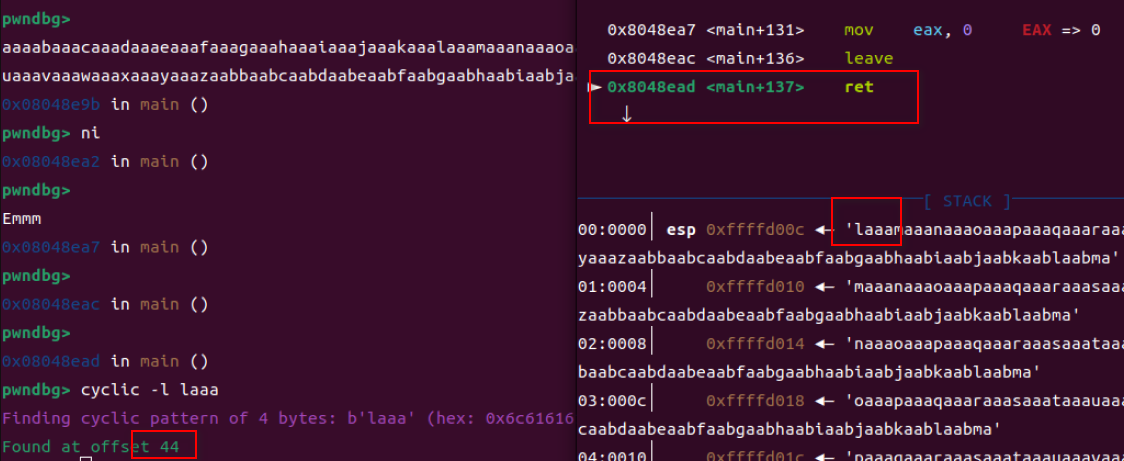 pwndbg>
aaaabaaacaaadaaaeaaafaaagaaahaaaiaaajaaakaaalaaamaaanaaaoa
uaaavaaawaaaxaaayaaazaabbaabcaabdaabeaabfaabgaabhaabiaabja
0x08048e9b in main ()
pwndbg> ni
0x08048ea2 in main ()
pwndbg>
Emmm
0x08048ea7 in main ()
pwndbg>
0x08048eac in main ()
pwndbg>
0x08048ead in main ()
pwndbg> cyclic -l laaa
Finding cyclic pattern of 4 bytes: b'laaa' (hex: 0x6c61616
Found at offset 44
0x8048ea7 <main+131> mov eax, 0 EAX => 0
0x8048eac <main+136> leave
► 0x8048ead <main+137> ret
↓
[ STACK ]
00:0000│ esp 0xffffd00c ◂— 'laaamaaanaaaoaaapaaaqaaaraaa
yaaazaabbaabcaabdaabeaabfaabgaabhaabiaabjaabkaablaabma'
01:0004│ 0xffffd010 ◂— 'maaanaaaoaaapaaaqaaaraaasaaa
zaabbaabcaabdaabeaabfaabgaabhaabiaabjaabkaablaabma'
02:0008│ 0xffffd014 ◂— 'naaaoaaapaaaqaaaraaasaaataaa
baabcaabdaabeaabfaabgaabhaabiaabjaabkaablaabma'
03:000c│ 0xffffd018 ◂— 'oaaapaaaqaaaraaasaaataaauaaa
caabdaabeaabfaabgaabhaabiaabjaabkaablaabma'
04:0010│ 0xffffd01c ◂— 'paaaqaaaraaasaaataaauaaavaaa